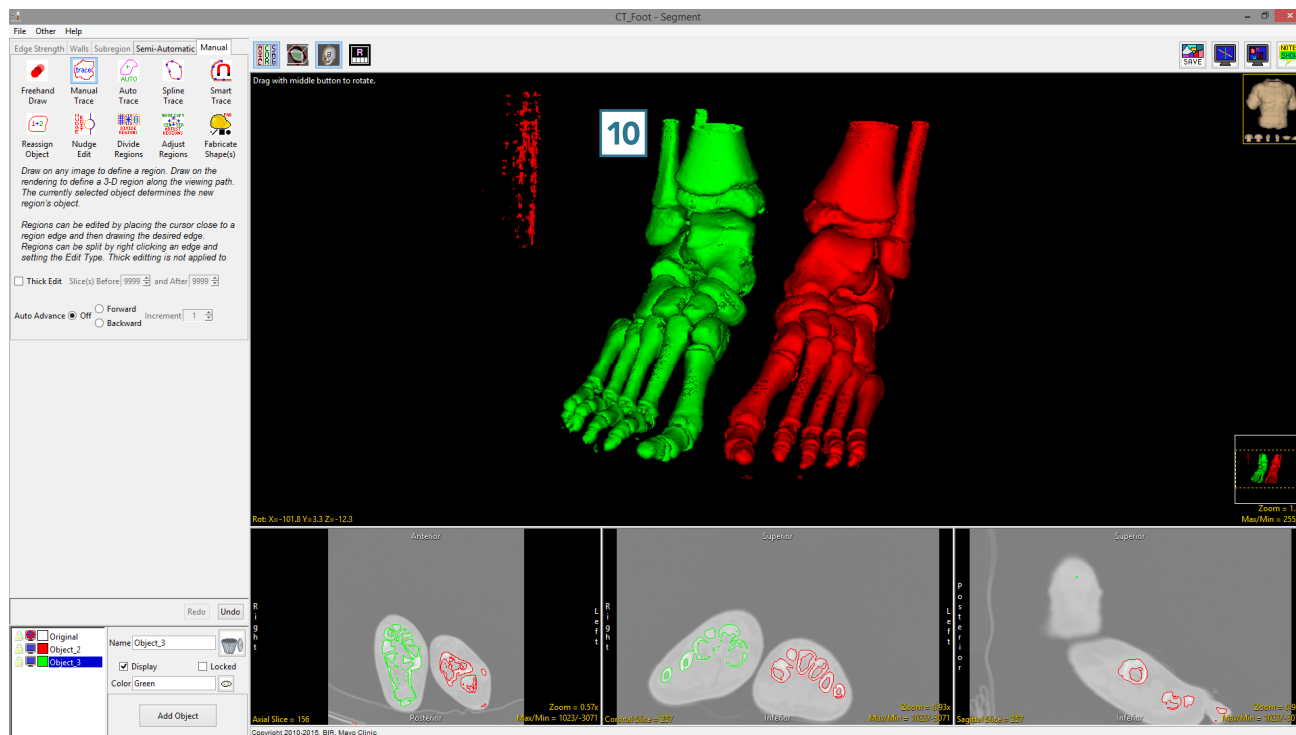 CT_Foot - Segment
File Other Help
Edge Strength Walls Subregion Semi-Automatic Manual
Freehand Draw
Manual Trace
Auto Trace
Spline Trace
Smart Trace
Reassign Object
Nudge Edit
Divide Regions
Adjust Regions
Fabricate Shape(s)
Draw on any image to define a region. Draw on the
rendering to define a 3-D region along the viewing path.
The currently selected object determines the new
region's object.
Regions can be edited by placing the cursor close to a
region edge and then drawing the desired edge.
Regions can be split by right clicking an edge and
setting the Edit Type. Thick editting is not applied to
Thick Edit Slice(s) Before 9999 and After 9999
Auto Advance Off Forward Backward Increment 1
Redo Undo
Original
Object_2
Object_3
Name Object_3
Display Locked
Color Green
Add Object
SAVE
Drag with middle button to rotate.
10
Rot: X=-101.8 Y=3.3 Z=-12.3
Zoom = 1.
Max/Min = 255
Anterior
Right
Left
Posterior
Axial Slice = 156
Zoom = 0.57x
Max/Min = 1023/-3071
Superior
Right
Left
Inferior
Coronal Slice = 257
Zoom = 0.93x
Max/Min = 1023/-3071
Superior
Posterior
Inferior
Sagittal Slice = 257
Copyright 2010-2015, BIR, Mayo Clinic